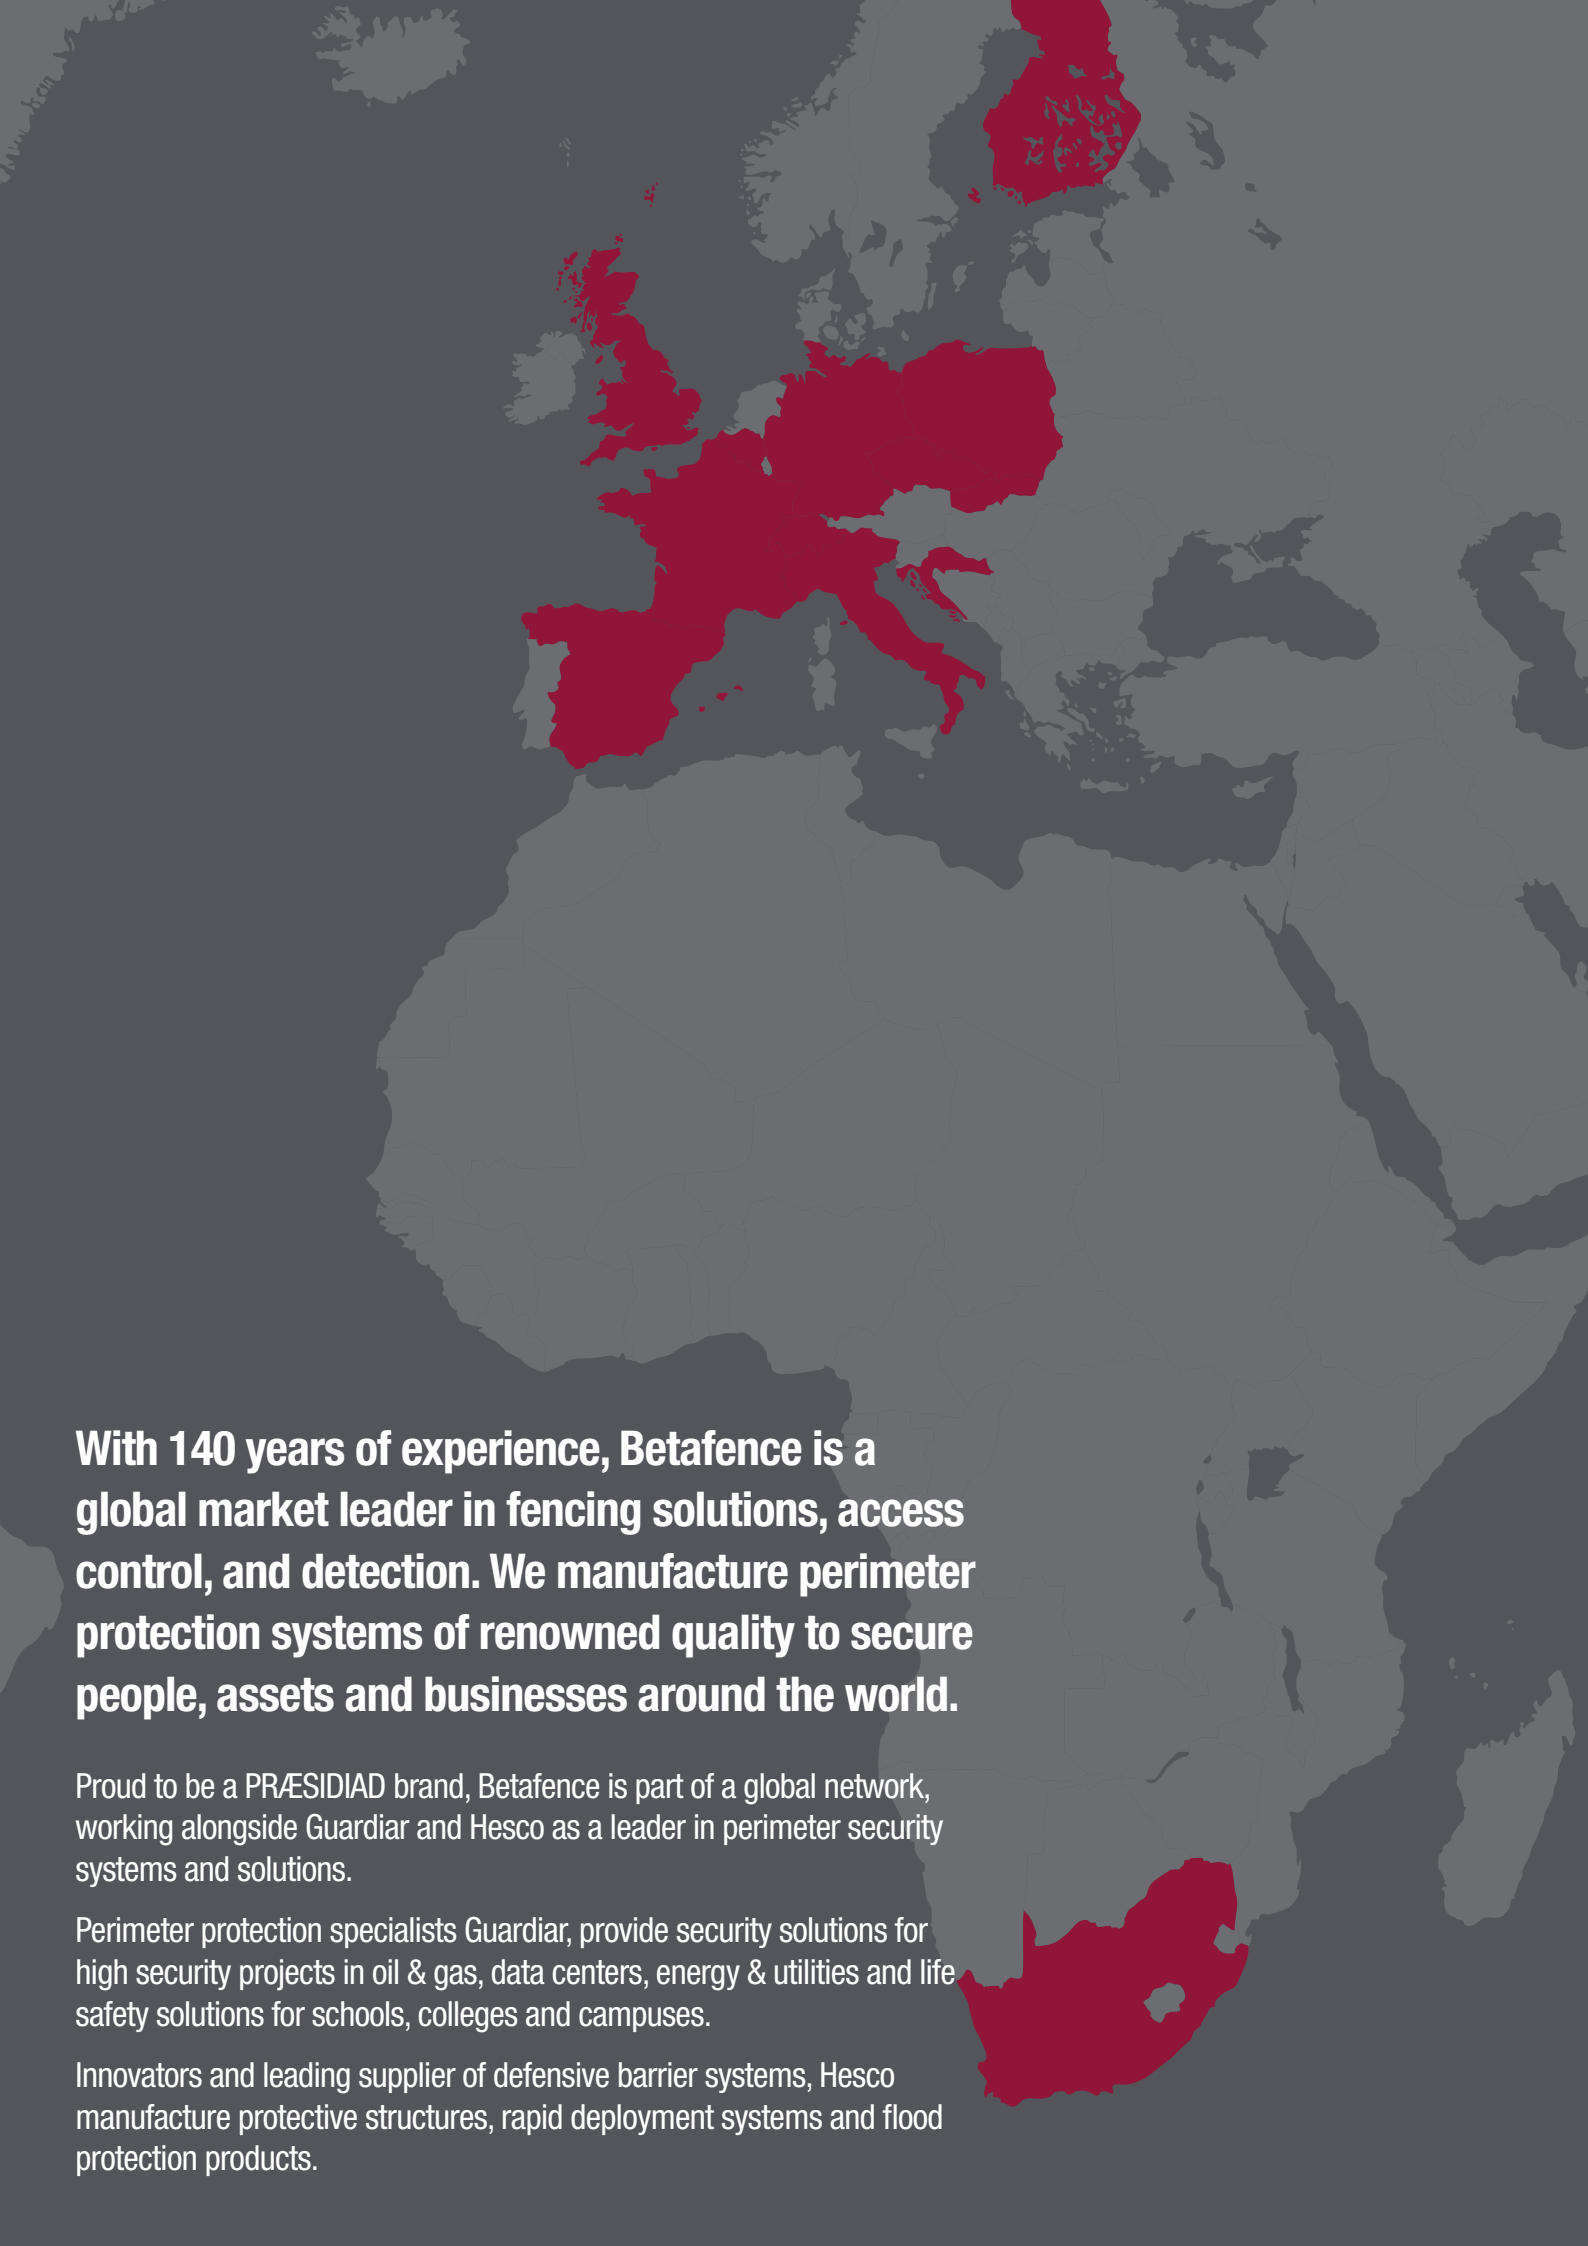 With 140 years of experience, Betafence is a
global market leader in fencing solutions, access
control, and detection. We manufacture perimeter
protection systems of renowned quality to secure
people, assets and businesses around the world.
Proud to be a PRÆSIDIAD brand, Betafence is part of a global network,
working alongside Guardiar and Hesco as a leader in perimeter security
systems and solutions.
Perimeter protection specialists Guardiar, provide security solutions for
high security projects in oil & gas, data centers, energy & utilities and life
safety solutions for schools, colleges and campuses.
Innovators and leading supplier of defensive barrier systems, Hesco
manufacture protective structures, rapid deployment systems and flood
protection products.